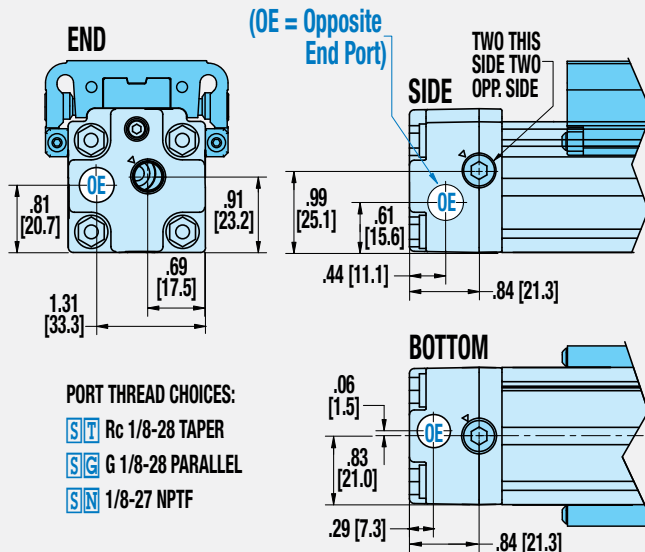 END
(OE = Opposite
End Port)
TWO THIS
SIDE TWO
OPP. SIDE
SIDE
OE
.81
[20.7]
.91
[23.2]
.69
[17.5]
1.31
[33.3]
OE
.99
[25.1]
.61
[15.6]
.44 [11.1]
.84 [21.3]
BOTTOM
OE
.06
[1.5]
.83
[21.0]
.29 [7.3]
.84 [21.3]
PORT THREAD CHOICES:
S T Rc 1/8-28 TAPER
S G G 1/8-28 PARALLEL
S N 1/8-27 NPTF